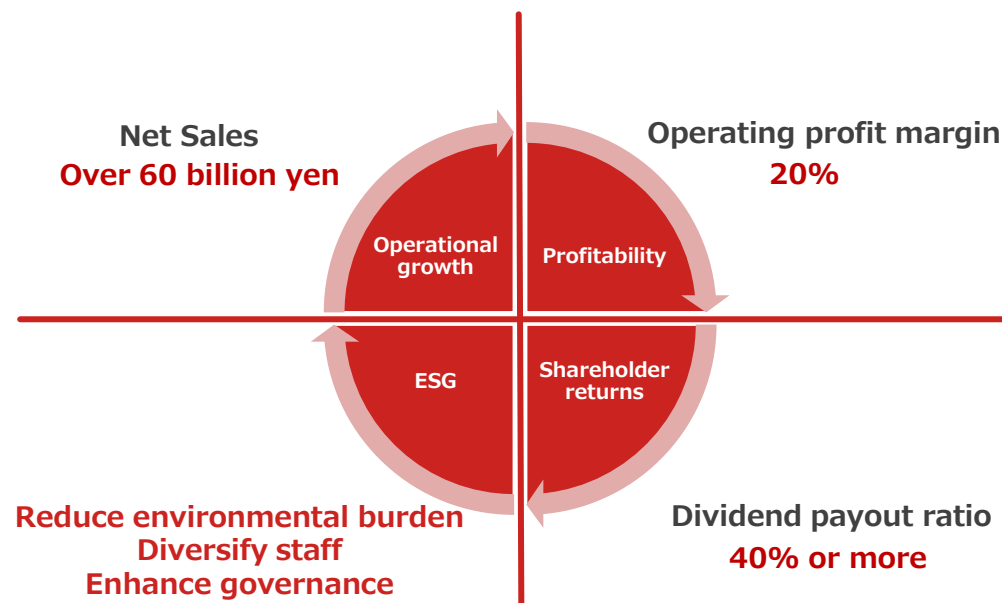 Net Sales
Over 60 billion yen
Operating profit margin
20%
Operational
growth
Profitability
ESG
Shareholder
returns
Reduce environmental burden
Diversify staff
Enhance governance
Dividend payout ratio
40% or more